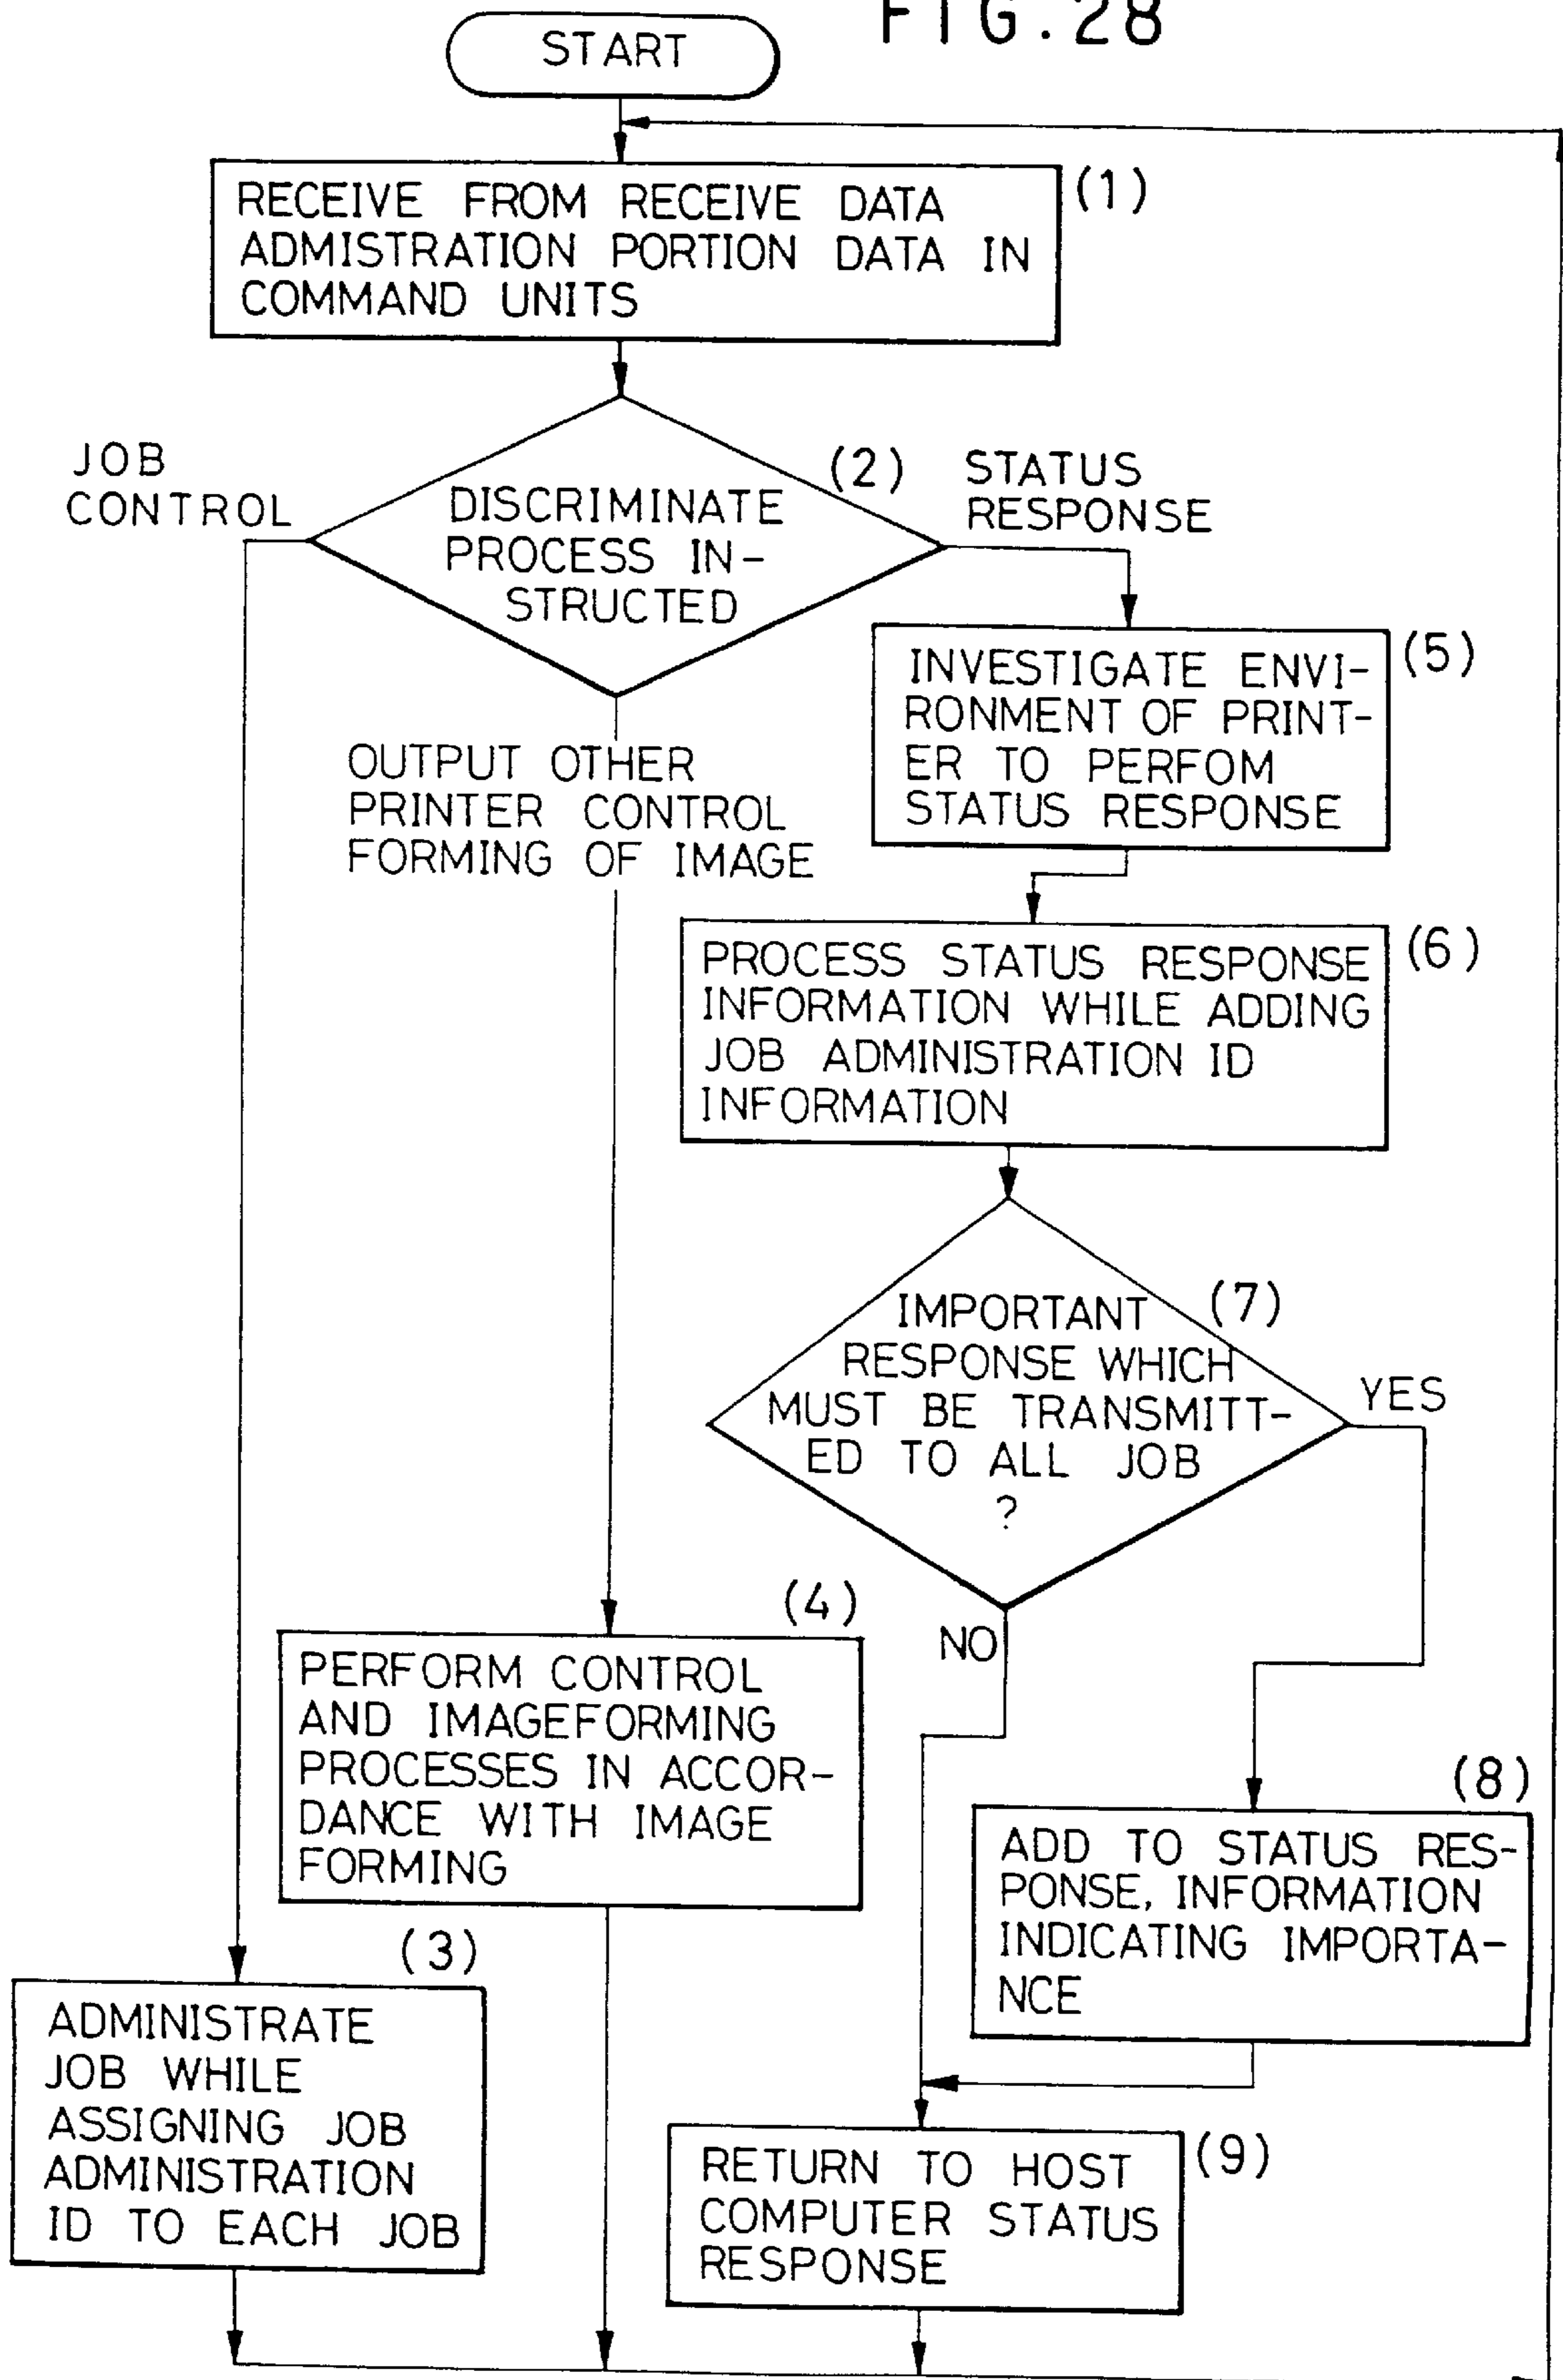 FIG.28
START
RECEIVE FROM RECEIVE DATA
ADMISTRATION PORTION DATA IN
COMMAND UNITS
(1)
JOB
CONTROL
DISCRIMINATE
PROCESS IN-
STRUCTED
(2)
STATUS
RESPONSE
OUTPUT OTHER
PRINTER CONTROL
FORMING OF IMAGE
INVESTIGATE ENVI-
RONMENT OF PRINT-
ER TO PERFOM
STATUS RESPONSE
(5)
PROCESS STATUS RESPONSE
INFORMATION WHILE ADDING
JOB ADMINISTRATION ID
INFORMATION
(6)
IMPORTANT
RESPONSE WHICH
MUST BE TRANSMITT-
ED TO ALL JOB
?
(7)
YES
NO
(4)
PERFORM CONTROL
AND IMAGEFORMING
PROCESSES IN ACCOR-
DANCE WITH IMAGE
FORMING
(8)
ADD TO STATUS RES-
PONSE, INFORMATION
INDICATING IMPORTA-
NCE
(3)
ADMINISTRATE
JOB WHILE
ASSIGNING JOB
ADMINISTRATION
ID TO EACH JOB
RETURN TO HOST
COMPUTER STATUS
RESPONSE
(9)